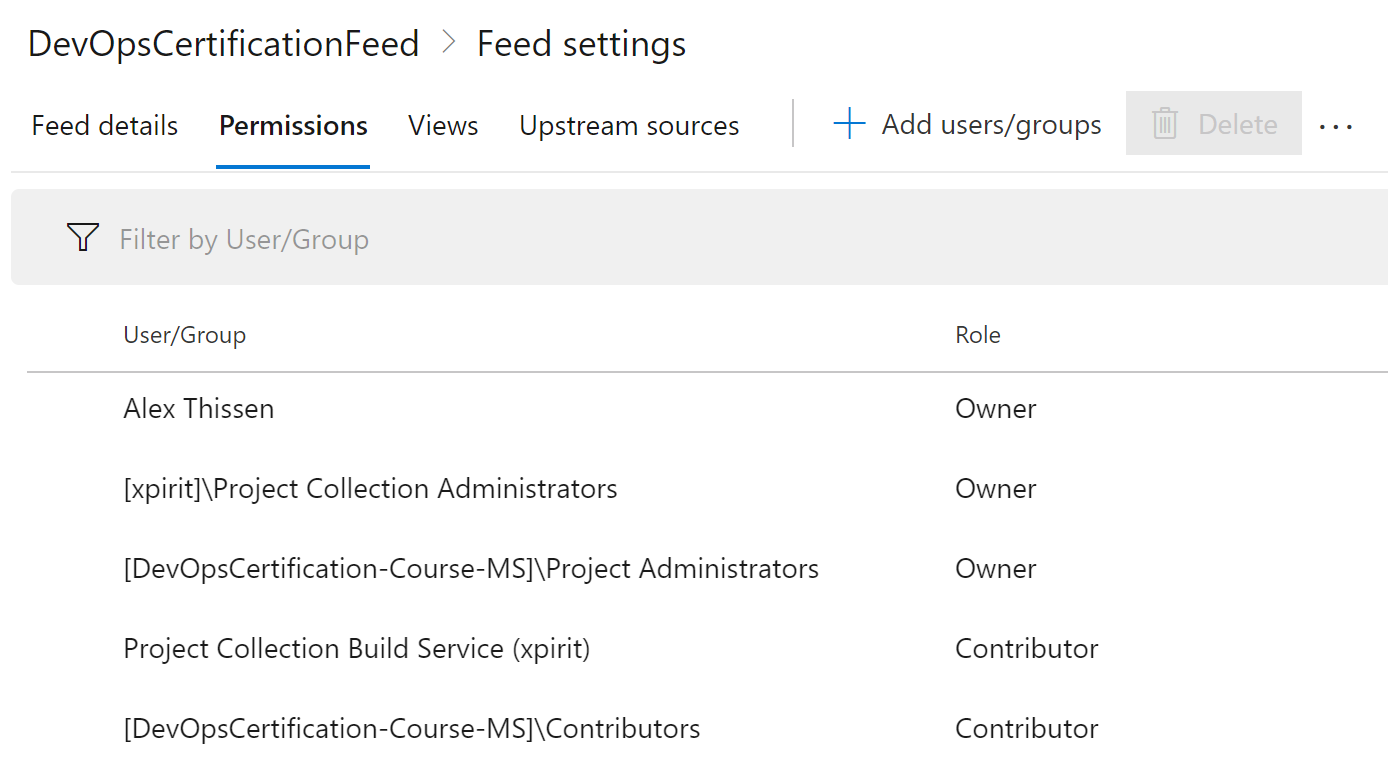 DevOpsCertificationFeed > Feed settings
Feed details Permissions Views Upstream sources Add users/groups Delete ...
Filter by User/Group
User/Group Role
Alex Thissen Owner
[xpirit]\Project Collection Administrators Owner
[DevOpsCertification-Course-MS]\Project Administrators Owner
Project Collection Build Service (xpirit) Contributor
[DevOpsCertification-Course-MS]\Contributors Contributor